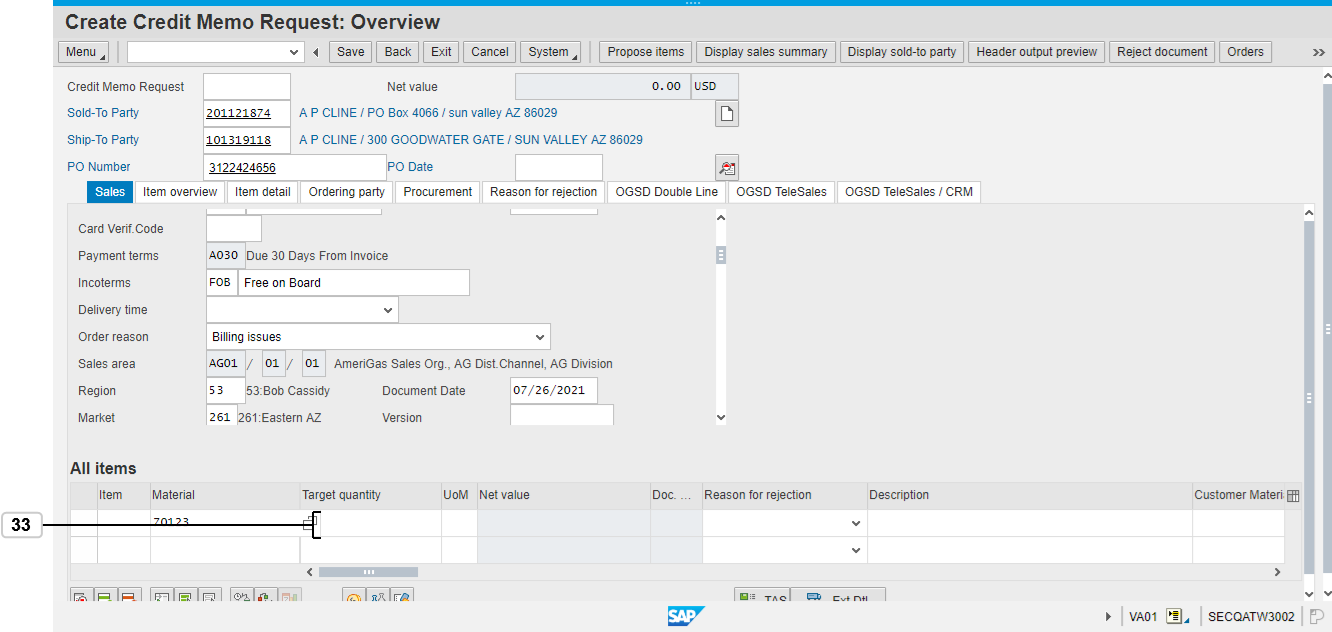 Create Credit Memo Request: Overview
Menu Save Back Exit Cancel System Propose items Display sales summary Display sold-to party Header output preview Reject document Orders
Credit Memo Request Net value 0.00 USD
Sold-To Party 201121874 A P CLINE / PO Box 4066 / sun valley AZ 86029
Ship-To Party 101319118 A P CLINE / 300 GOODWATER GATE / SUN VALLEY AZ 86029
PO Number 3122424656 PO Date
Sales Item overview Item detail Ordering party Procurement Reason for rejection OGSD Double Line OGSD TeleSales OGSD TeleSales / CRM
Card Verif.Code
Payment terms A030 Due 30 Days From Invoice
Incoterms FOB Free on Board
Delivery time
Order reason Billing issues
Sales area AG01 / 01 / 01 AmeriGas Sales Org., AG Dist.Channel, AG Division
Region 53 53:Bob Cassidy Document Date 07/26/2021
Market 261 261:Eastern AZ Version
All items
Item Material Target quantity UoM Net value Doc. ... Reason for rejection Description Customer Materi
33 70123
TAS Ext Dtl
SAP VA01 SECQATW3002